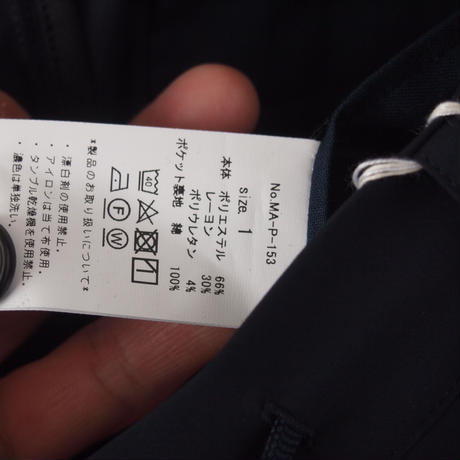 No.MA-P-153
size. 1
本体 ポリエステル 66%
レーヨン 30%
ポリウレタン 4%
ポケット裏地 綿 100%
40
F W
*製品のお取り扱いについて*
・漂白剤の使用禁止。
・アイロンは当て布使用。
・タンブル乾燥機を使用禁止。
・濃色は単独洗い。